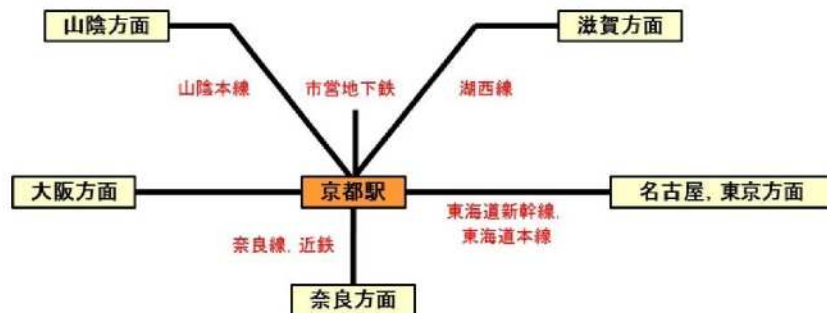 山陰方面
滋賀方面
山陰本線
市営地下鉄
湖西線
大阪方面
京都駅
名古屋，東京方面
東海道新幹線，
東海道本線
奈良線，近鉄
奈良方面